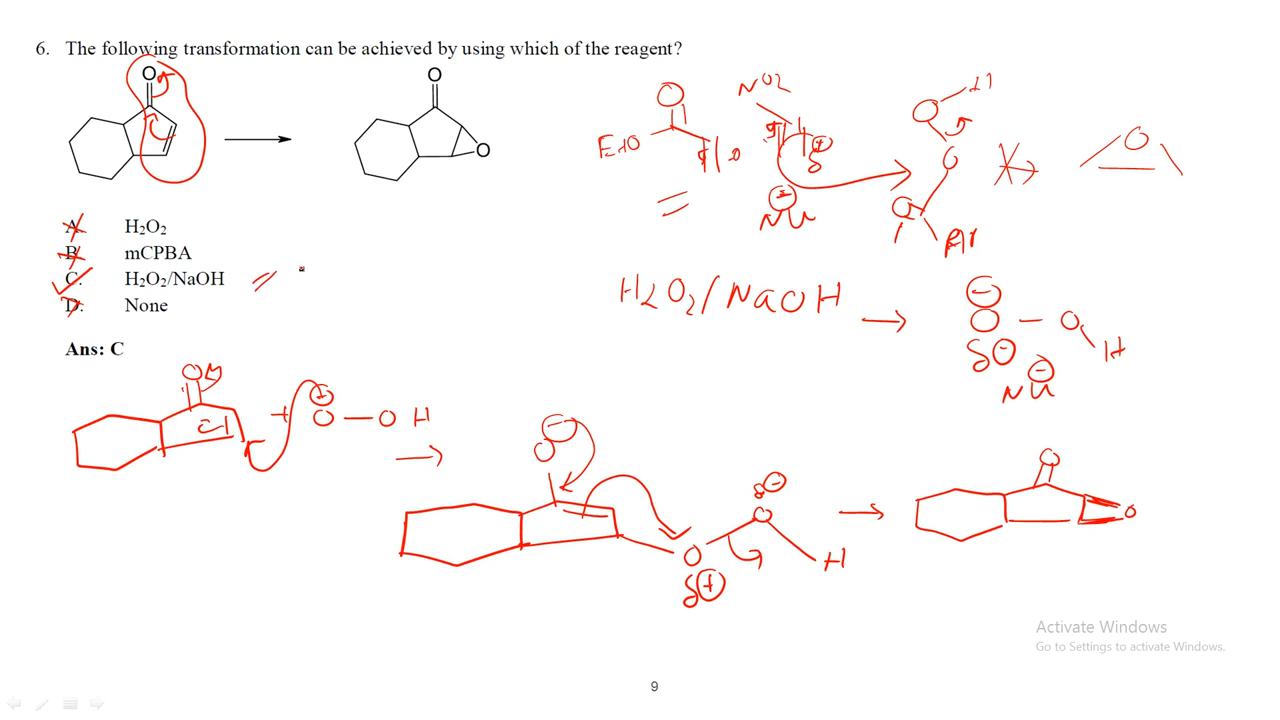 6. The following transformation can be achieved by using which of the reagent?
O
O
O
A. H₂O₂
B. mCPBA
C. H₂O₂/NaOH
D. None
Ans: C
O
NO2
EtO
O
Nu
O
H2O2/NaOH
O - O
H
δ
Nu
O
+ O - O H
O
δ
O
O
H
δ
O
O
Activate Windows
Go to Settings to activate Windows.
9